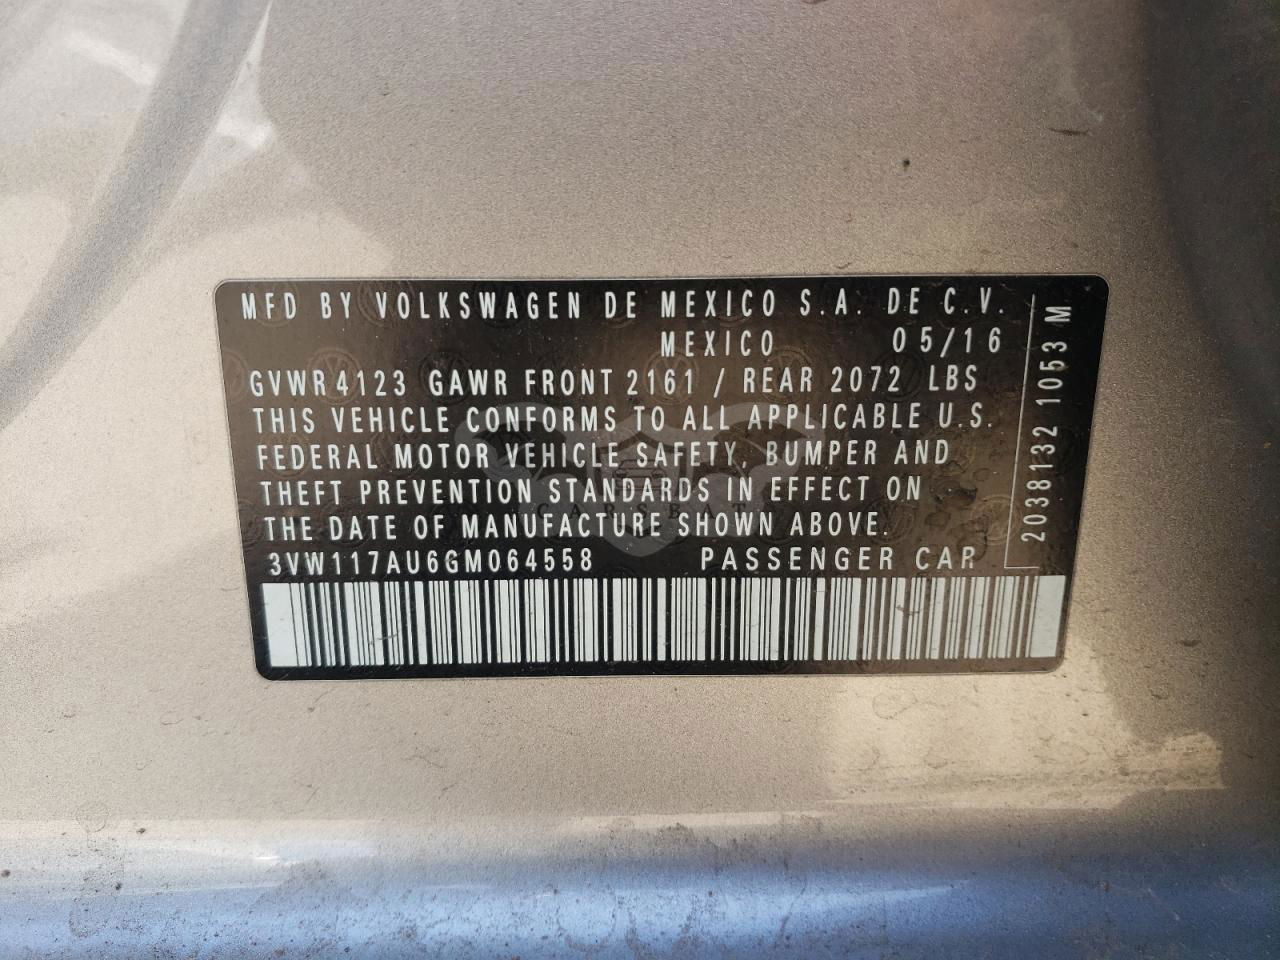 MFD BY VOLKSWAGEN DE MEXICO S.A. DE C.V.
MEXICO 05/16
GVWR 4123 GAWR FRONT 2161 / REAR 2072 LBS
THIS VEHICLE CONFORMS TO ALL APPLICABLE U.S.
FEDERAL MOTOR VEHICLE SAFETY, BUMPER AND
THEFT PREVENTION STANDARDS IN EFFECT ON
THE DATE OF MANUFACTURE SHOWN ABOVE.
3VW117AU6GM064558 PASSENGER CAR
2038132 1053 M
CARSBAT